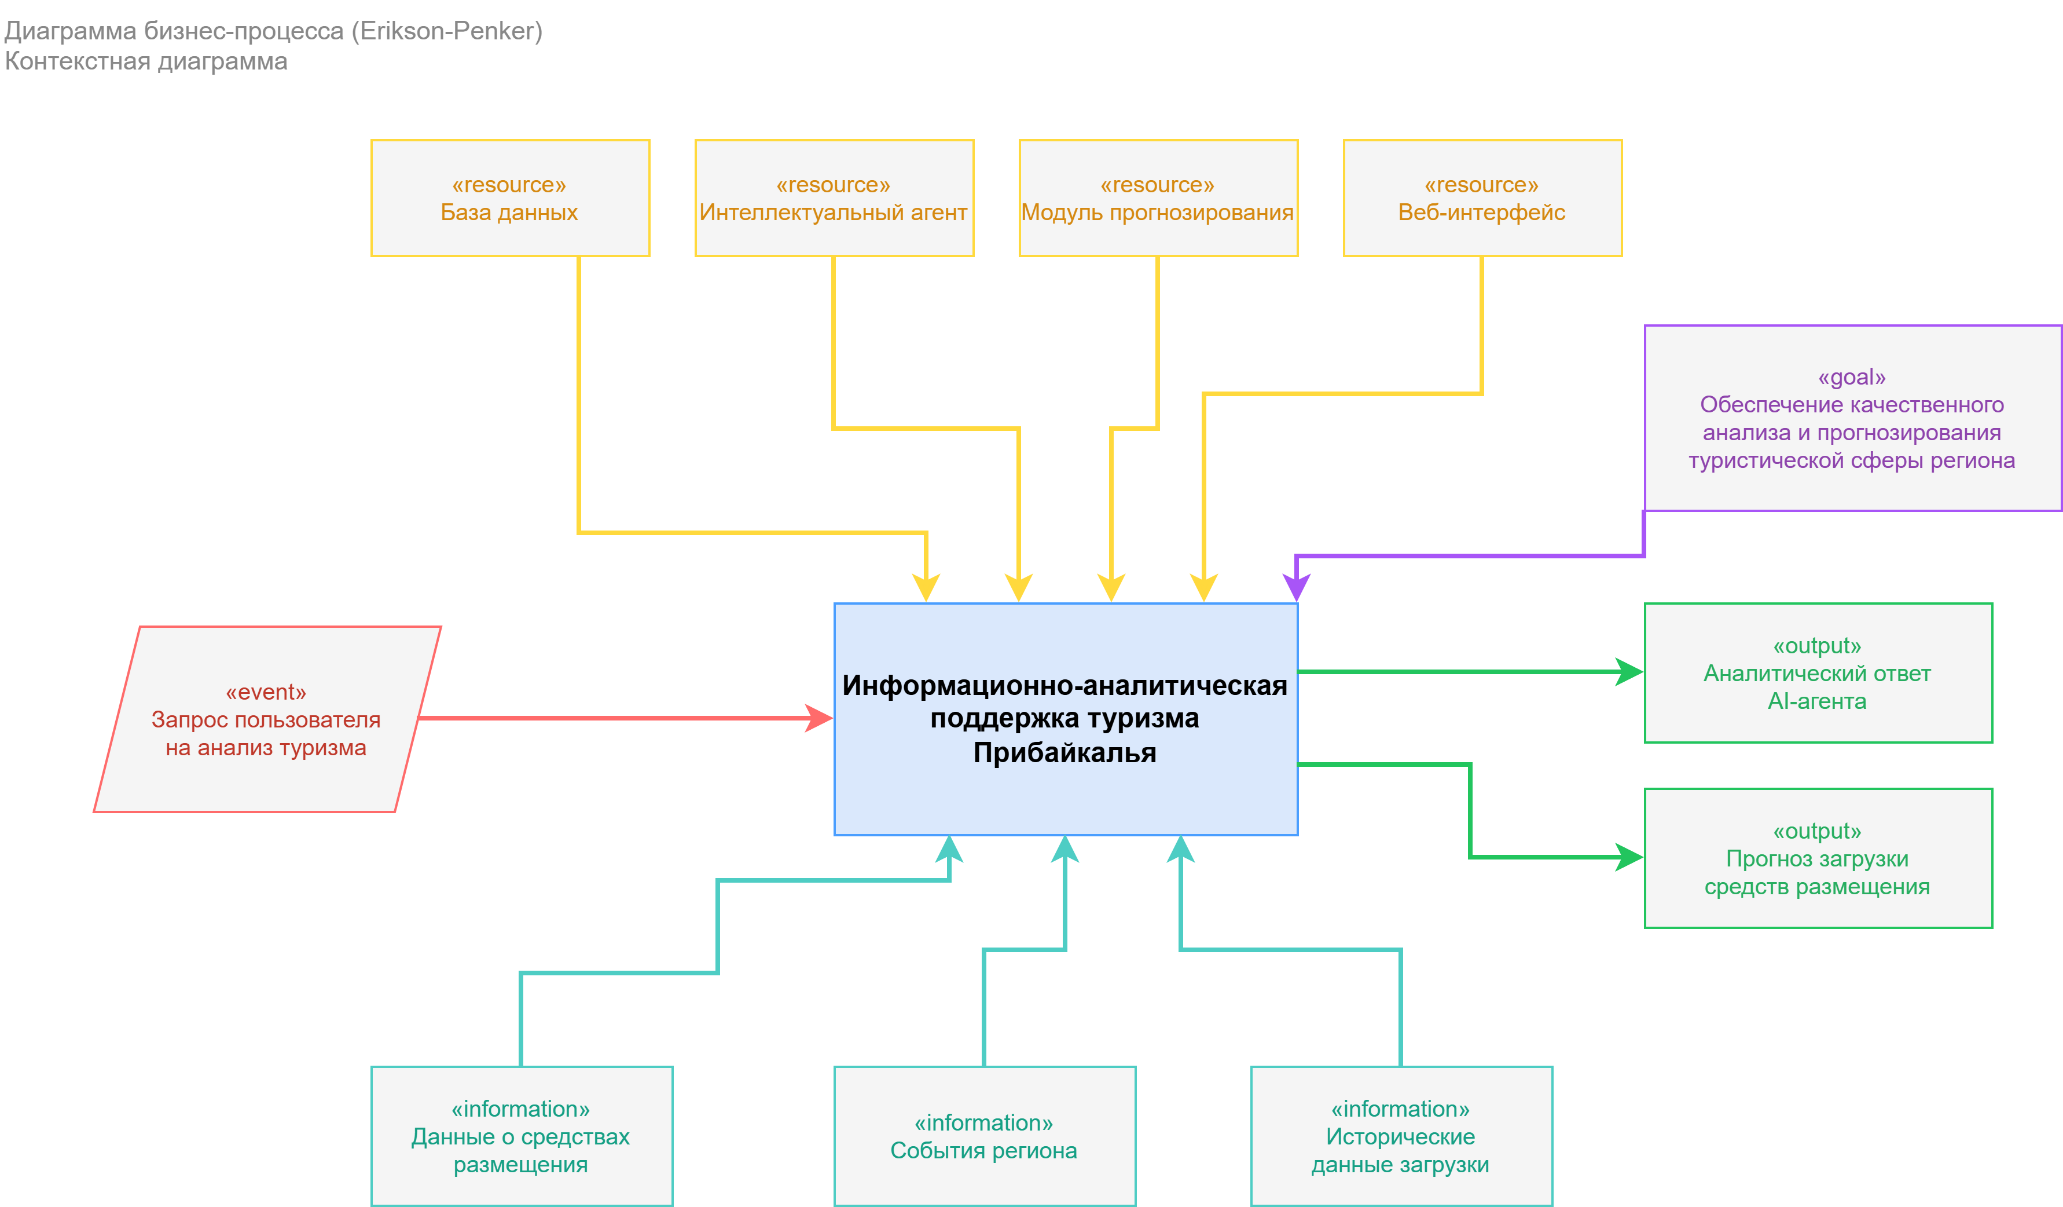 Диаграмма бизнес-процесса (Erikson-Penker)
Контекстная диаграмма
«resource»
База данных
«resource»
Интеллектуальный агент
«resource»
Модуль прогнозирования
«resource»
Веб-интерфейс
«goal»
Обеспечение качественного
анализа и прогнозирования
туристической сферы региона
«event»
Запрос пользователя
на анализ туризма
Информационно-аналитическая
поддержка туризма
Прибайкалья
«output»
Аналитический ответ
AI-агента
«output»
Прогноз загрузки
средств размещения
«information»
Данные о средствах
размещения
«information»
События региона
«information»
Исторические
данные загрузки